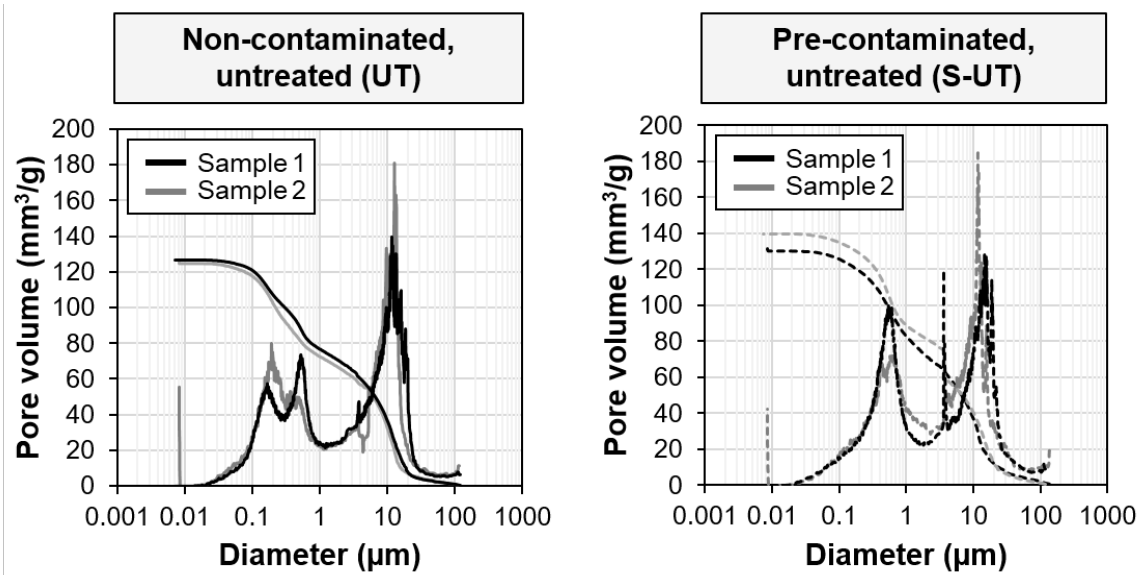 Non-contaminated,
untreated (UT)
Pore volume (mm³/g)
200
180
160
140
120
100
80
60
40
20
0
Sample 1
Sample 2
0.001 0.01 0.1 1 10 100 1000
Diameter (µm)
Pre-contaminated,
untreated (S-UT)
Pore volume (mm³/g)
200
180
160
140
120
100
80
60
40
20
0
Sample 1
Sample 2
0.001 0.01 0.1 1 10 100 1000
Diameter (µm)